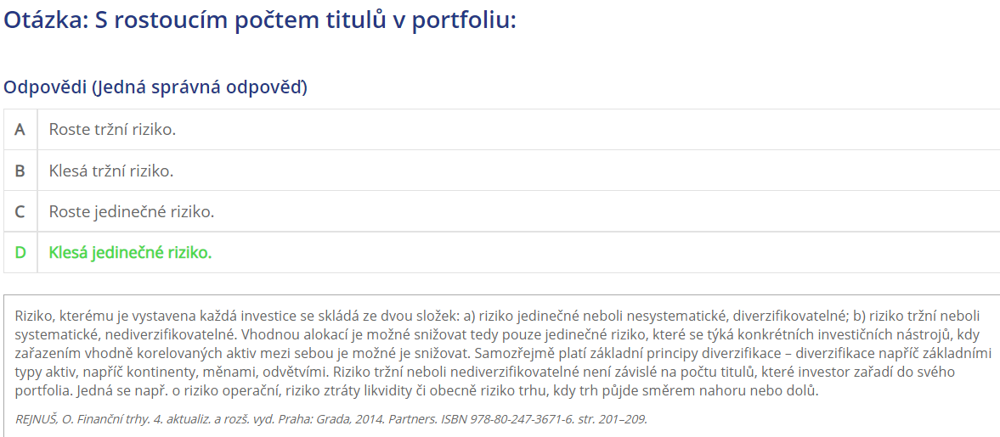 Otázka: S rostoucím počtem titulů v portfoliu:
Odpovědi (Jedná správná odpověď)
A Roste tržní riziko.
B Klesá tržní riziko.
C Roste jedinečné riziko.
D Klesá jedinečné riziko.
Riziko, kterému je vystavena každá investice se skládá ze dvou složek: a) riziko jedinečné neboli nesystematické, diverzifikovatelné; b) riziko tržní neboli
systematické, nediverzifikovatelné. Vhodnou alokací je možné snižovat tedy pouze jedinečné riziko, které se týká konkrétních investičních nástrojů, kdy
zařazením vhodně korelovaných aktiv mezi sebou je možné je snižovat. Samozřejmě platí základní principy diverzifikace – diverzifikace napříč základními
typy aktiv, napříč kontinenty, měnami, odvětvími. Riziko tržní neboli nediverzifikovatelné není závislé na počtu titulů, které investor zařadí do svého
portfolia. Jedná se např. o riziko operační, riziko ztráty likvidity či obecně riziko trhu, kdy trh půjde směrem nahoru nebo dolů.
REJNUŠ, O. Finanční trhy. 4. aktualiz. a rozš. vyd. Praha: Grada, 2014. Partners. ISBN 978-80-247-3671-6. str. 201–209.